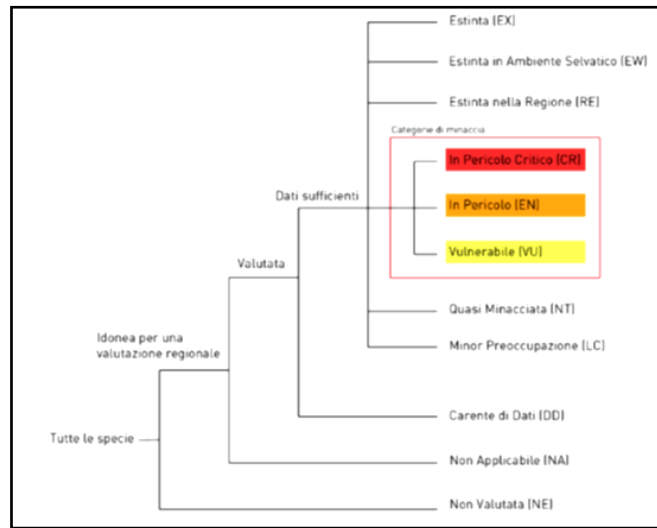 Estinta (EX)
Estinta in Ambiente Selvatico (EW)
Estinta nella Regione (RE)
Categorie di minaccia
In Pericolo Critico (CR)
In Pericolo (EN)
Vulnerabile (VU)
Dati sufficienti
Valutata
Quasi Minacciata (NT)
Minor Preoccupazione (LC)
Idonea per una
valutazione regionale
Carente di Dati (DD)
Tutte le specie
Non Applicabile (NA)
Non Valutata (NE)